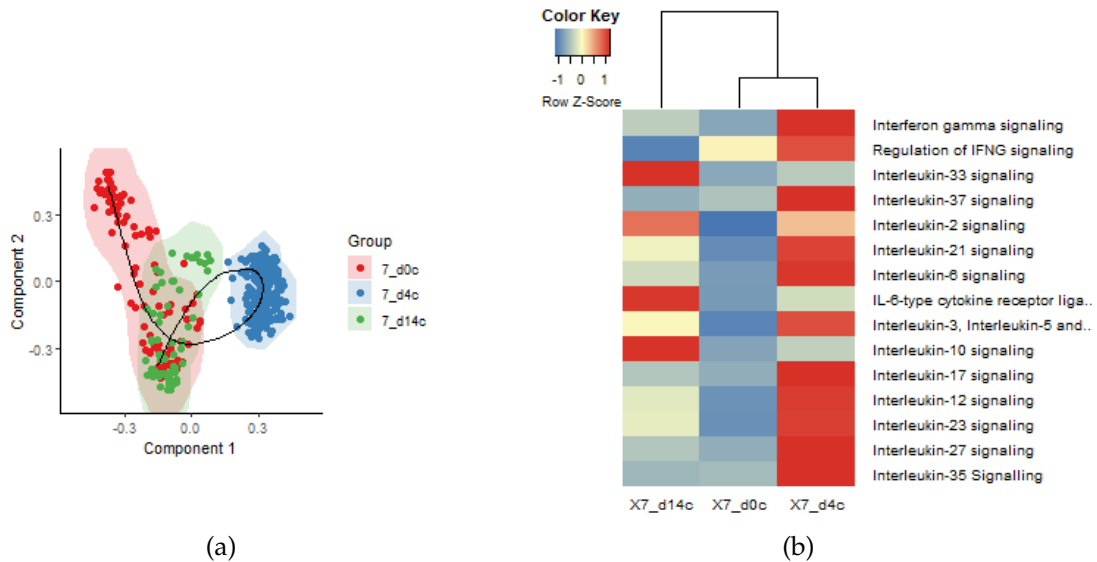 Component 2
0.3
0.0
-0.3
-0.3
0.0
0.3
Component 1
Group
7_d0c
7_d4c
7_d14c
(a)
Color Key
-1 0 1
Row Z-Score
Interferon gamma signaling
Regulation of IFNG signaling
Interleukin-33 signaling
Interleukin-37 signaling
Interleukin-2 signaling
Interleukin-21 signaling
Interleukin-6 signaling
IL-6-type cytokine receptor liga..
Interleukin-3, Interleukin-5 and..
Interleukin-10 signaling
Interleukin-17 signaling
Interleukin-12 signaling
Interleukin-23 signaling
Interleukin-27 signaling
Interleukin-35 Signalling
X7_d14c X7_d0c X7_d4c
(b)